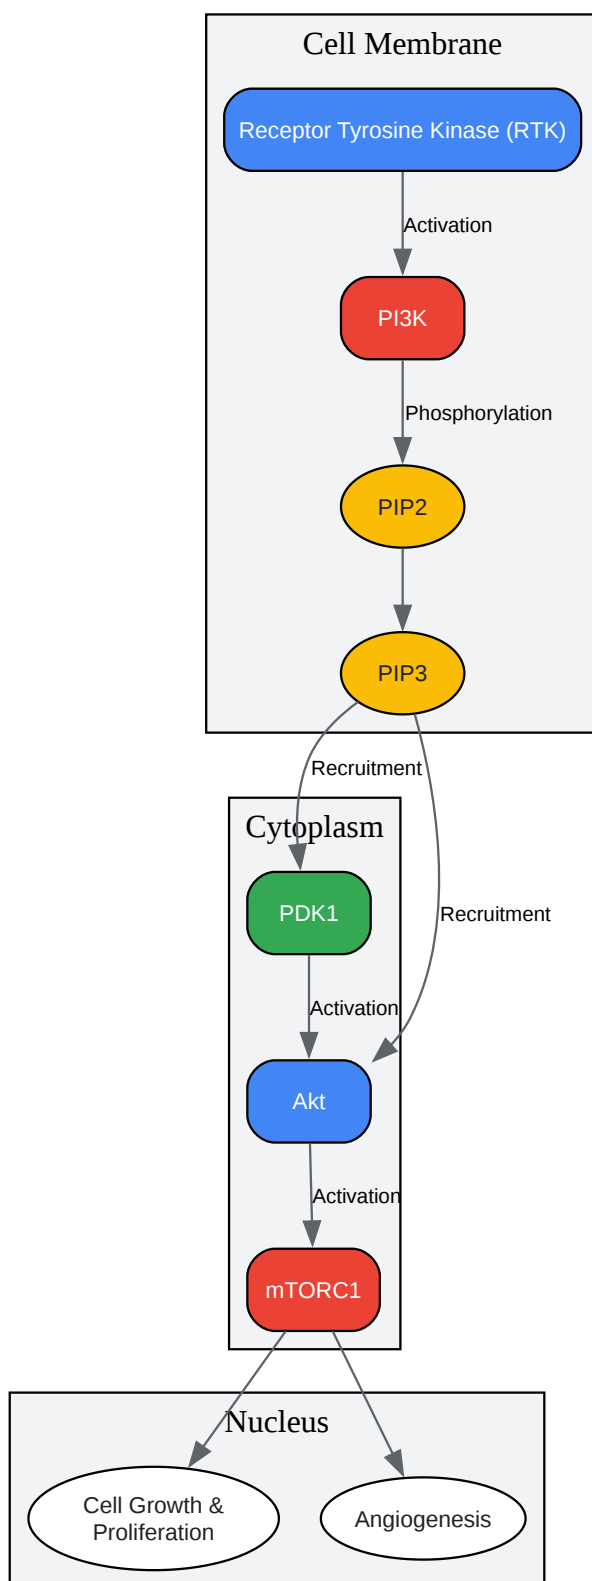 Cell Membrane
Receptor Tyrosine Kinase (RTK)
Activation
PI3K
Phosphorylation
PIP2
PIP3
Recruitment
Cytoplasm
PDK1
Recruitment
Activation
Akt
Activation
mTORC1
Nucleus
Cell Growth &
Proliferation
Angiogenesis